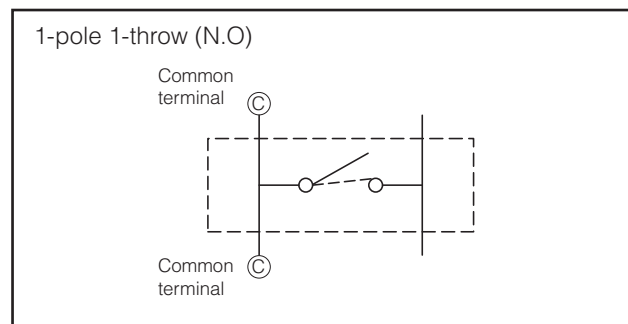 1-pole 1-throw (N.O)
Common
terminal
C
Common
terminal
C